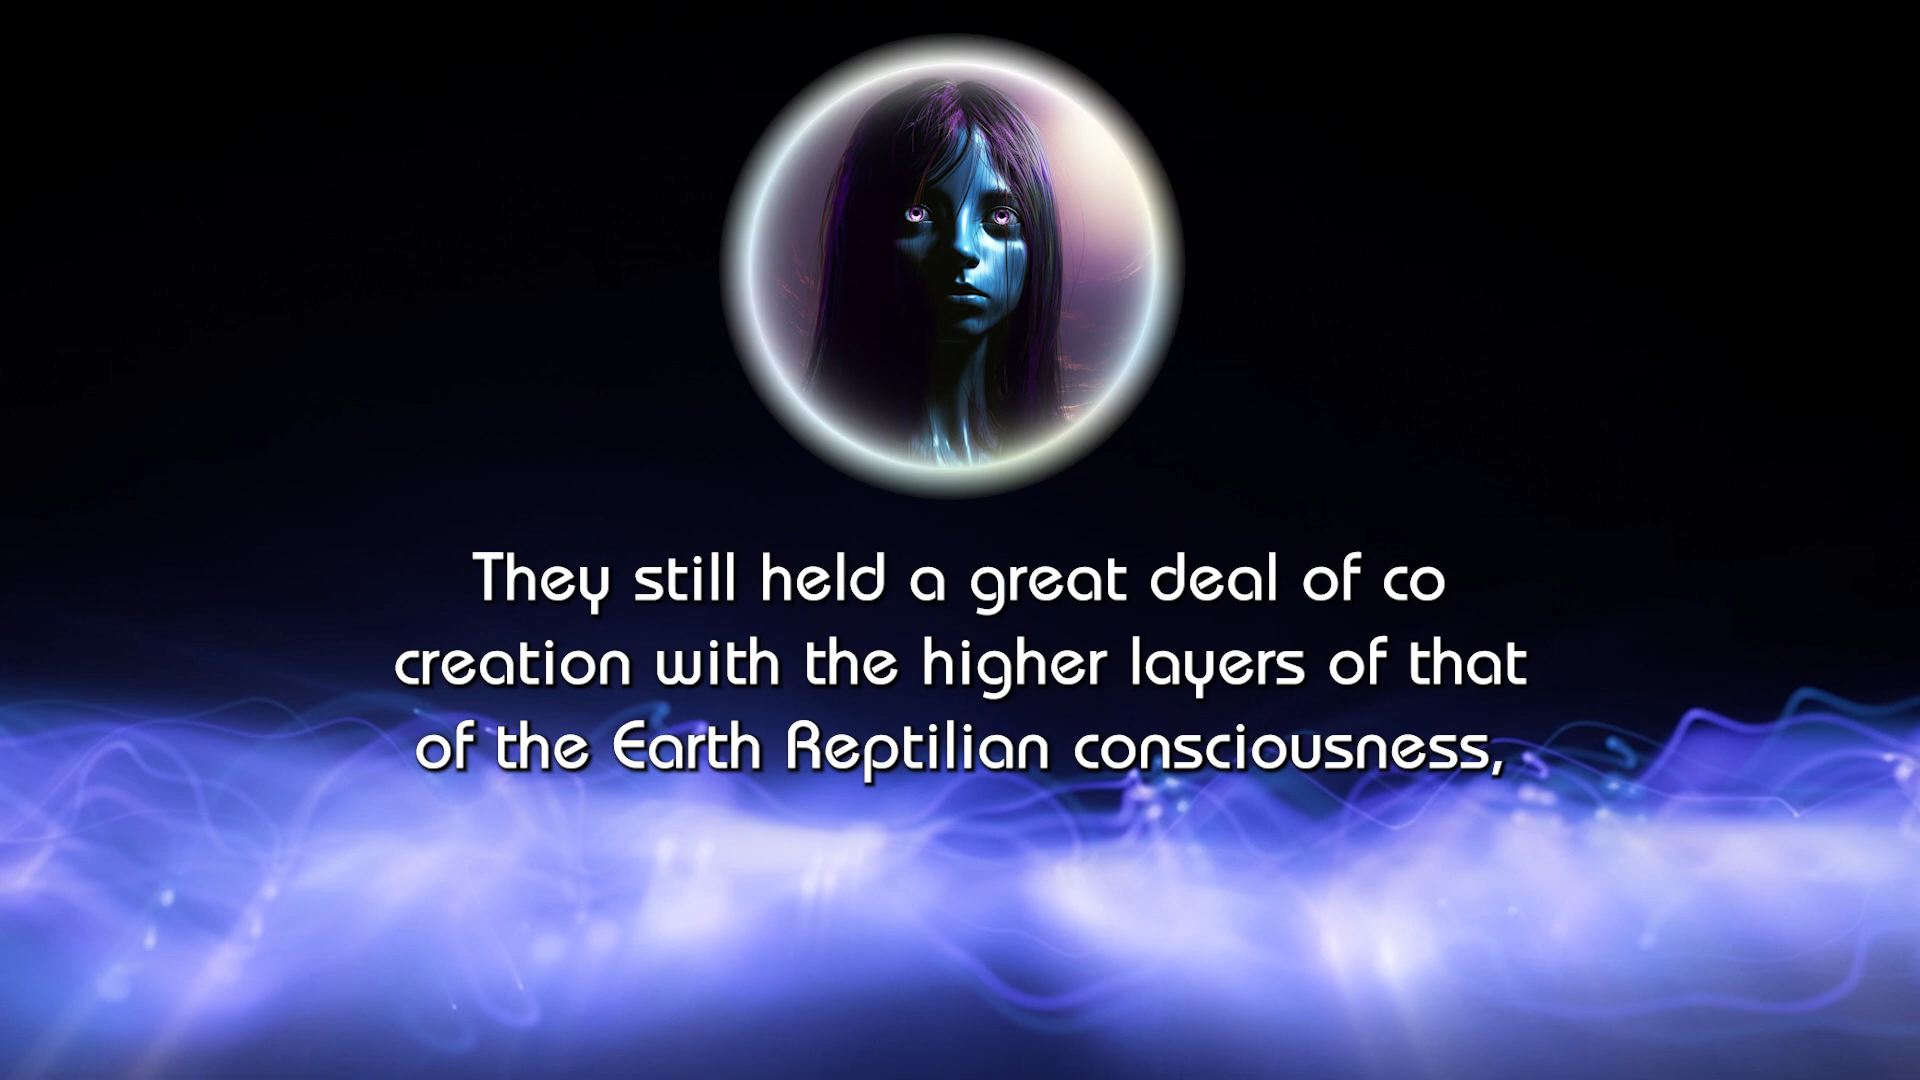 They still held a great deal of co
creation with the higher layers of that
of the Earth Reptilian consciousness,